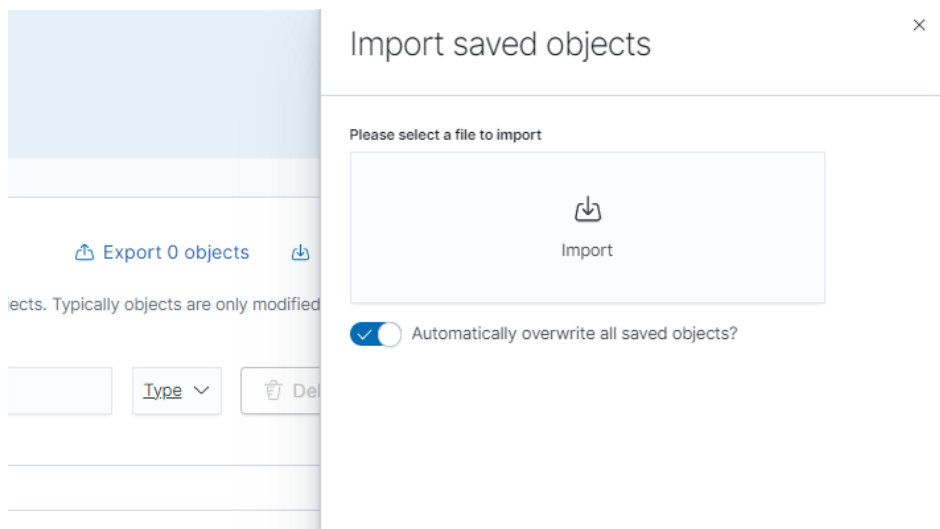 Import saved objects
Please select a file to import
Import
Automatically overwrite all saved objects?
Export 0 objects
ects. Typically objects are only modified
Type
Del